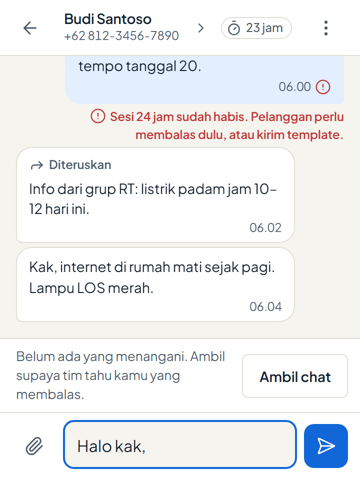 Budi Santoso
+62 812-3456-7890
23 jam
tempo tanggal 20.
06.00
Sesi 24 jam sudah habis. Pelanggan perlu
membalas dulu, atau kirim template.
Diteruskan
Info dari grup RT: listrik padam jam 10–
12 hari ini.
06.02
Kak, internet di rumah mati sejak pagi.
Lampu LOS merah.
06.04
Belum ada yang menangani. Ambil
supaya tim tahu kamu yang
membalas.
Ambil chat
Halo kak,